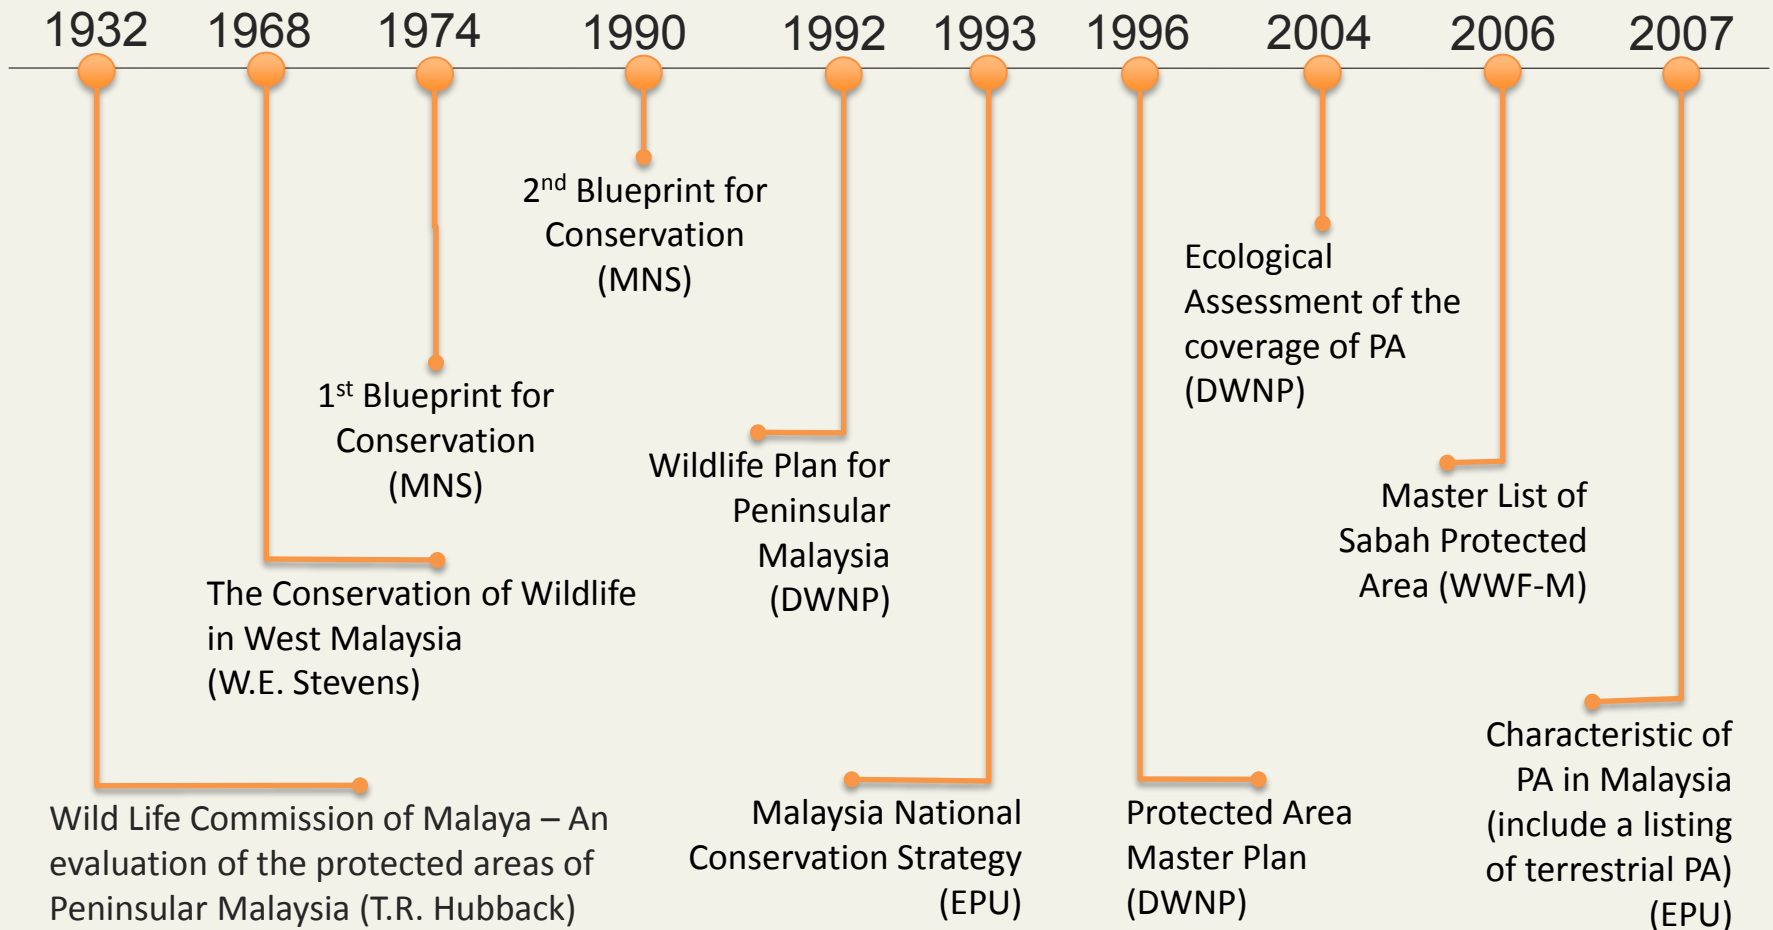 1932 1968 1974 1990 1992 1993 1996 2004 2006 2007
2nd Blueprint for
Conservation
(MNS)
Ecological
Assessment of the
coverage of PA
(DWNP)
1st Blueprint for
Conservation
(MNS)
Wildlife Plan for
Peninsular
Malaysia
(DWNP)
Master List of
Sabah Protected
Area (WWF-M)
The Conservation of Wildlife
in West Malaysia
(W.E. Stevens)
Characteristic of
PA in Malaysia
(include a listing
of terrestrial PA)
(EPU)
Wild Life Commission of Malaya – An
evaluation of the protected areas of
Peninsular Malaysia (T.R. Hubback)
Malaysia National
Conservation Strategy
(EPU)
Protected Area
Master Plan
(DWNP)